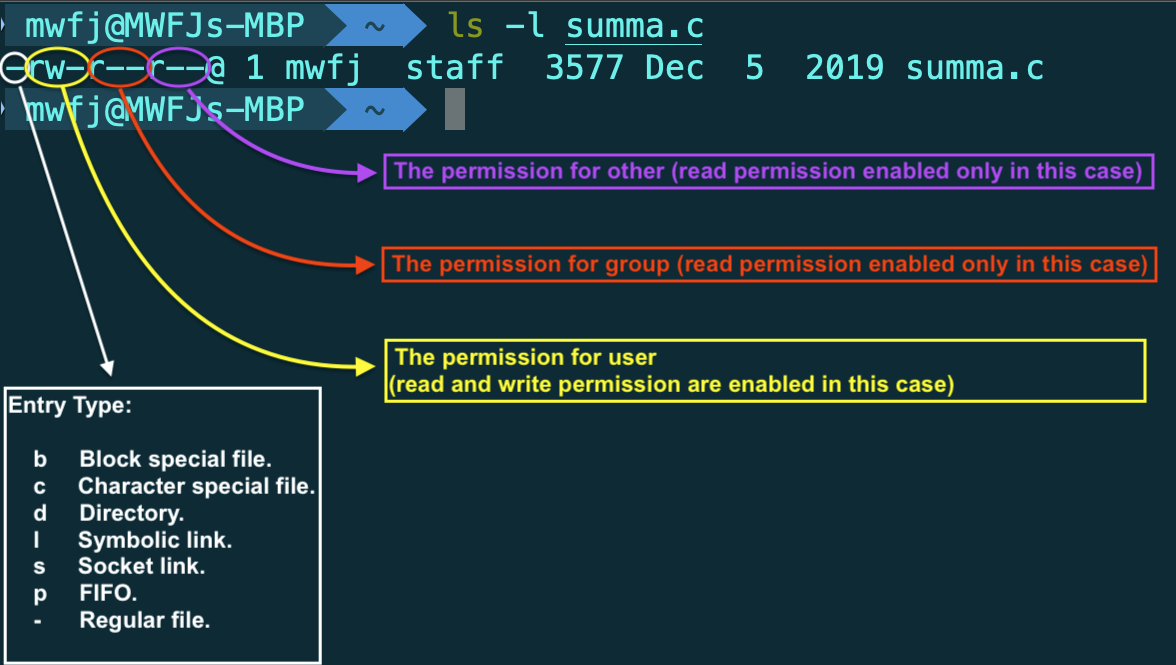 mwfj@MWFJs-MBP ~ ls -l summa.c
-rw-r--r--@ 1 mwfj staff 3577 Dec 5 2019 summa.c
mwfj@MWFJs-MBP ~
The permission for other (read permission enabled only in this case)
The permission for group (read permission enabled only in this case)
The permission for user
(read and write permission are enabled in this case)
Entry Type:
b Block special file.
c Character special file.
d Directory.
l Symbolic link.
s Socket link.
p FIFO.
- Regular file.